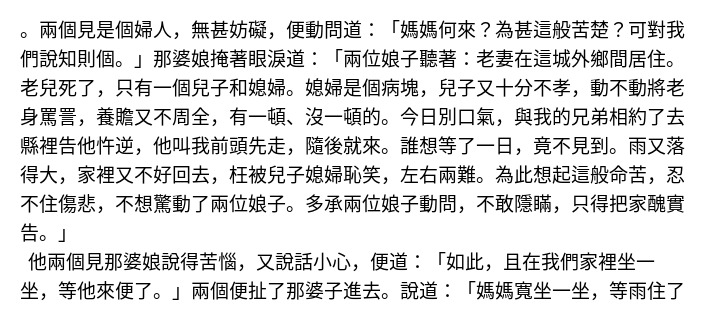 。兩個見是個婦人，無甚妨礙，便動問道：「媽媽何來？為甚這般苦楚？可對我
們說知則個。」那婆娘掩著眼淚道：「兩位娘子聽著：老妻在這城外鄉間居住。
老兒死了，只有一個兒子和媳婦。媳婦是個病塊，兒子又十分不孝，動不動將老
身罵詈，養贍又不周全，有一頓、沒一頓的。今日別口氣，與我的兄弟相約了去
縣裡告他忤逆，他叫我前頭先走，隨後就來。誰想等了一日，竟不見到。雨又落
得大，家裡又不好回去，枉被兒子媳婦恥笑，左右兩難。為此想起這般命苦，忍
不住傷悲，不想驚動了兩位娘子。多承兩位娘子動問，不敢隱瞞，只得把家醜實
告。」
他兩個見那婆娘說得苦惱，又說話小心，便道：「如此，且在我們家裡坐一
坐，等他來便了。」兩個便扯了那婆子進去。說道：「媽媽寬坐一坐，等雨住了